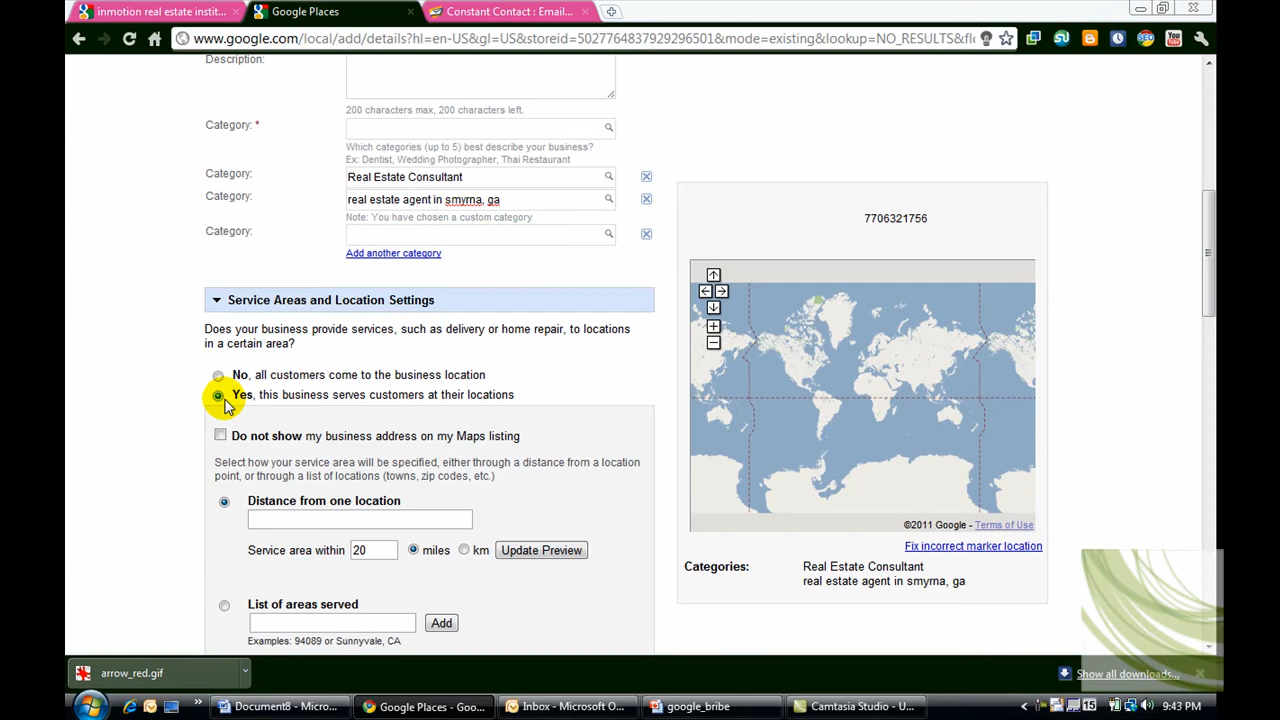 inmotion real estate instit...
Google Places
Constant Contact : Email...
www.google.com/local/add/details?hl=en-US&gl=US&storeid=5027764837929296501&mode=existing&lookup=NO_RESULTS&flc
Description:
200 characters max, 200 characters left.
Category: *
Which categories (up to 5) best describe your business?
Ex: Dentist, Wedding Photographer, Thai Restaurant
Category: Real Estate Consultant
Category: real estate agent in smyrna, ga
Note: You have chosen a custom category
Category:
Add another category
Service Areas and Location Settings
Does your business provide services, such as delivery or home repair, to locations
in a certain area?
No, all customers come to the business location
Yes, this business serves customers at their locations
Do not show my business address on my Maps listing
Select how your service area will be specified, either through a distance from a location
point, or through a list of locations (towns, zip codes, etc.)
Distance from one location
Service area within 20 miles km Update Preview
List of areas served
Add
Examples: 94089 or Sunnyvale, CA
7706321756
©2011 Google - Terms of Use
Fix incorrect marker location
Categories: Real Estate Consultant
real estate agent in smyrna, ga
arrow_red.gif
Show all downloads...
Document8 - Micros...
Google Places - Goo...
Inbox - Microsoft O...
google_bribe
Camtasia Studio - U...
15
9:43 PM